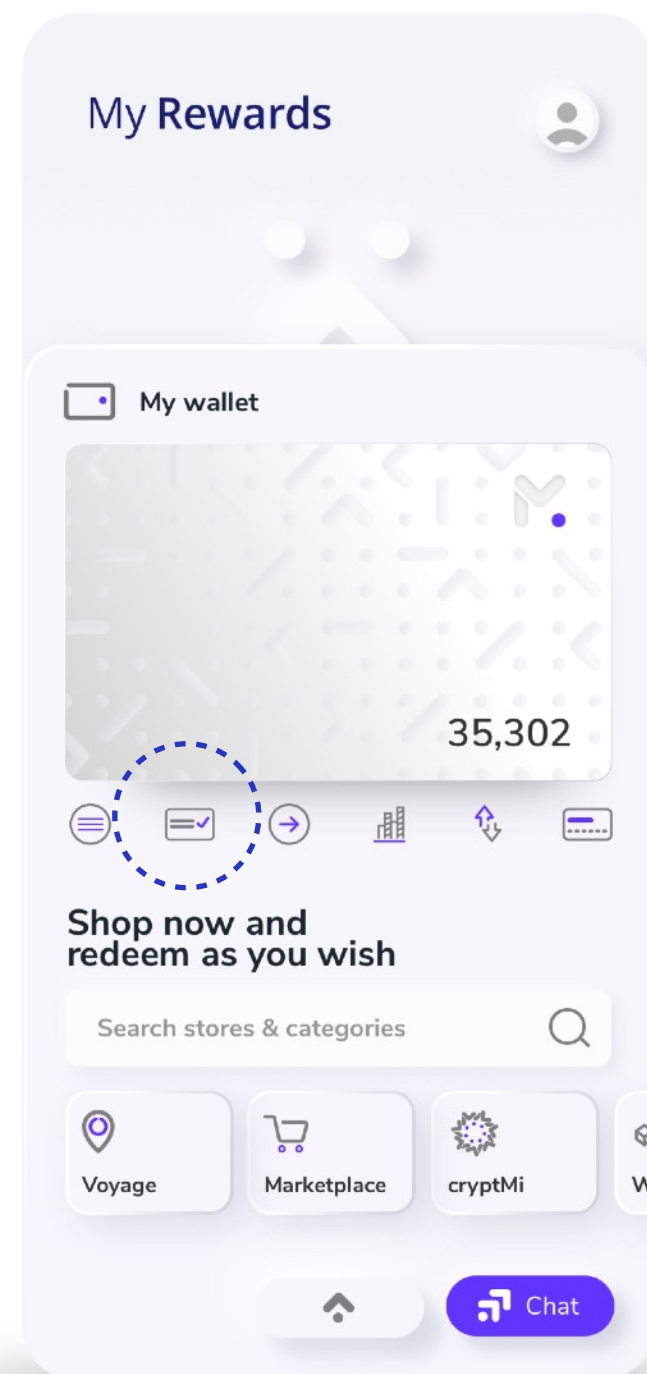 My Rewards
My wallet
35,302
Shop now and
redeem as you wish
Search stores & categories
Voyage
Marketplace
cryptMi
Chat